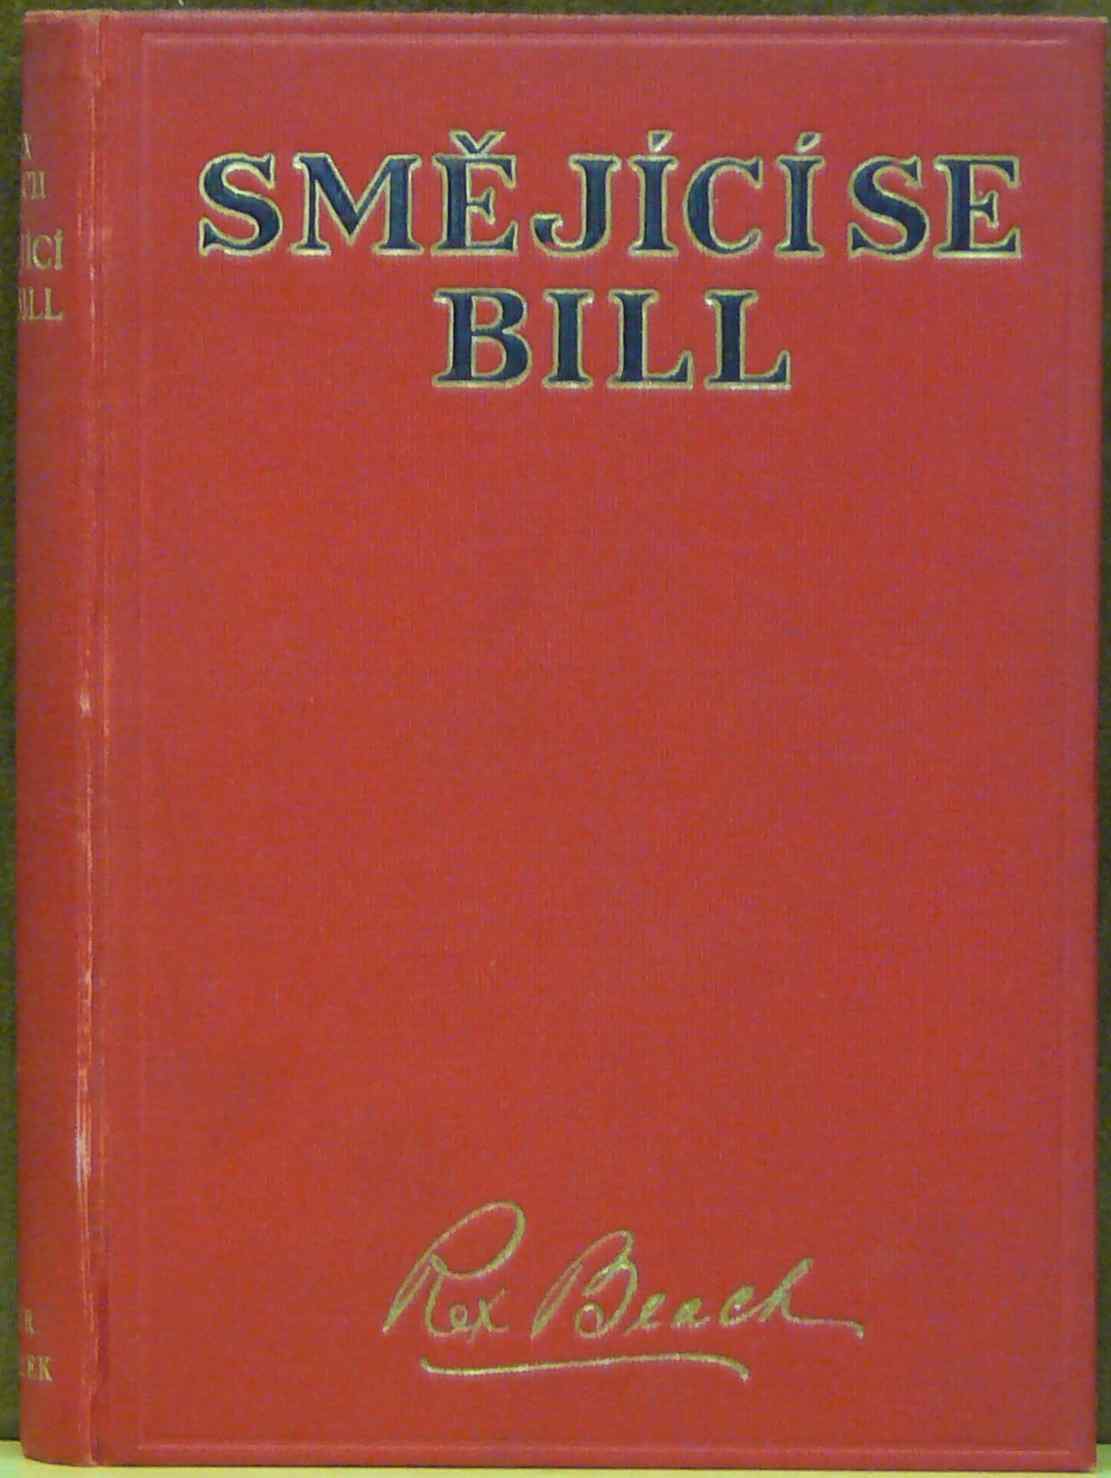 SMĚJÍCÍ SE
BILL
Rex Beach